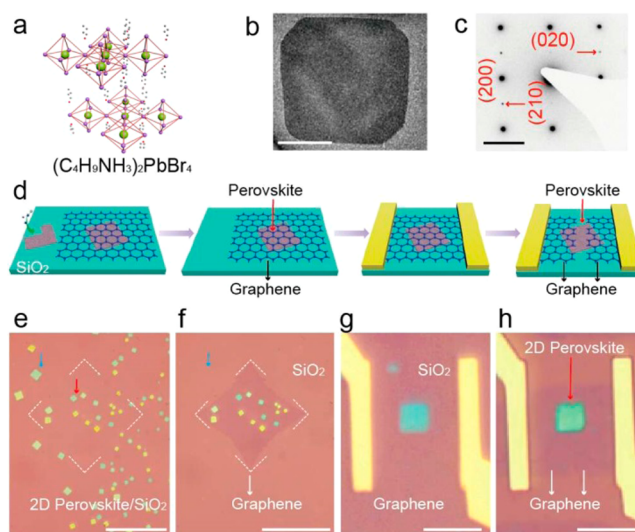 a
b
c
(C4H9NH3)2PbBr4
(020)
(200)
(210)
d
Perovskite
Perovskite
SiO2
Graphene
Graphene
e
f
g
h
SiO2
SiO2
2D Perovskite
2D Perovskite/SiO2
Graphene
Graphene
Graphene